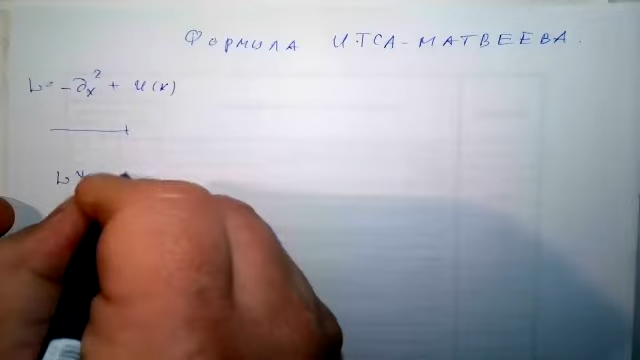 ФОРМУЛА ИТСА-МАТВЕЕВА.
L = -∂ₓ² + u(x)
L